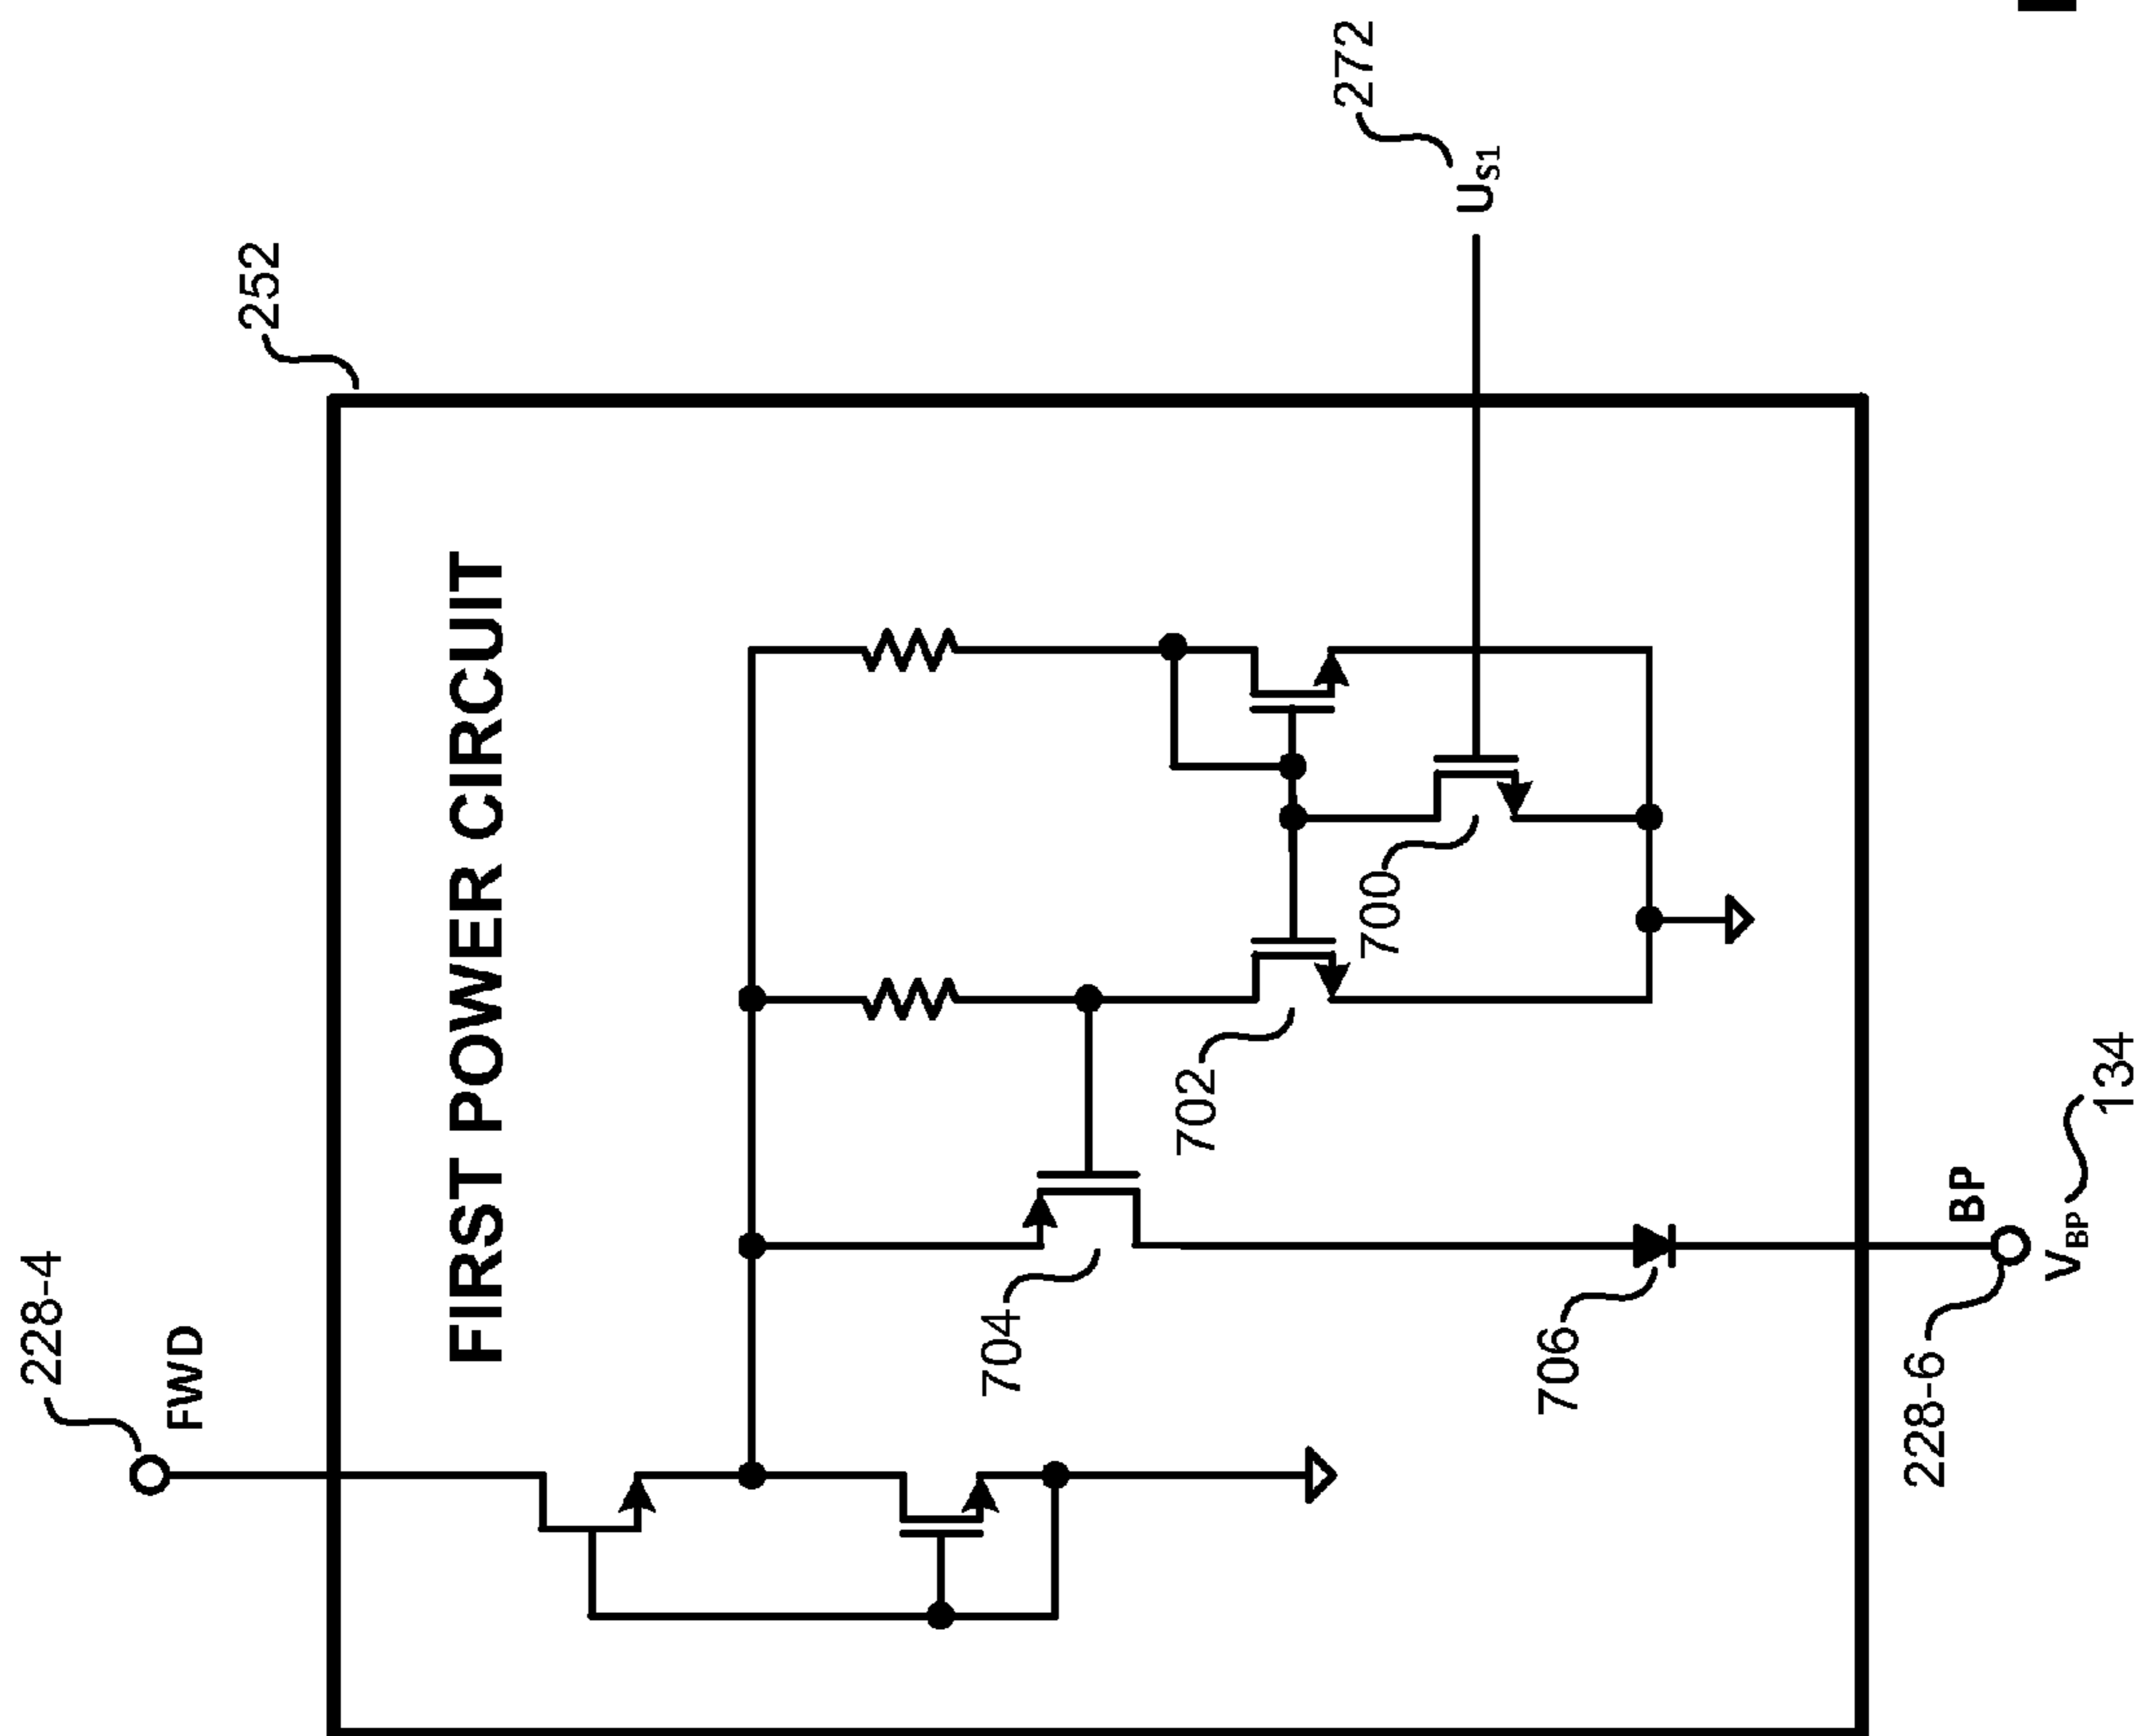 228-4
FWD
252
FIRST POWER CIRCUIT
272
US1
704
702
700
706
228-6
BP
VBP
134